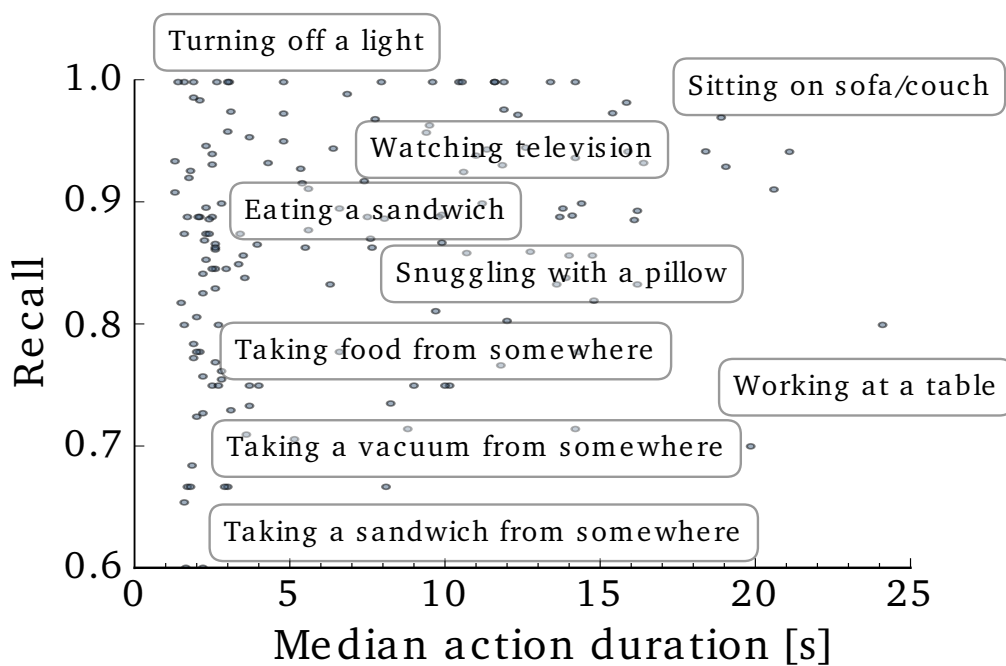 Turning off a light
1.0
Sitting on sofa/couch
Watching television
0.9
Eating a sandwich
Snuggling with a pillow
Recall
0.8
Taking food from somewhere
Working at a table
0.7
Taking a vacuum from somewhere
Taking a sandwich from somewhere
0.6
0 5 10 15 20 25
Median action duration [s]